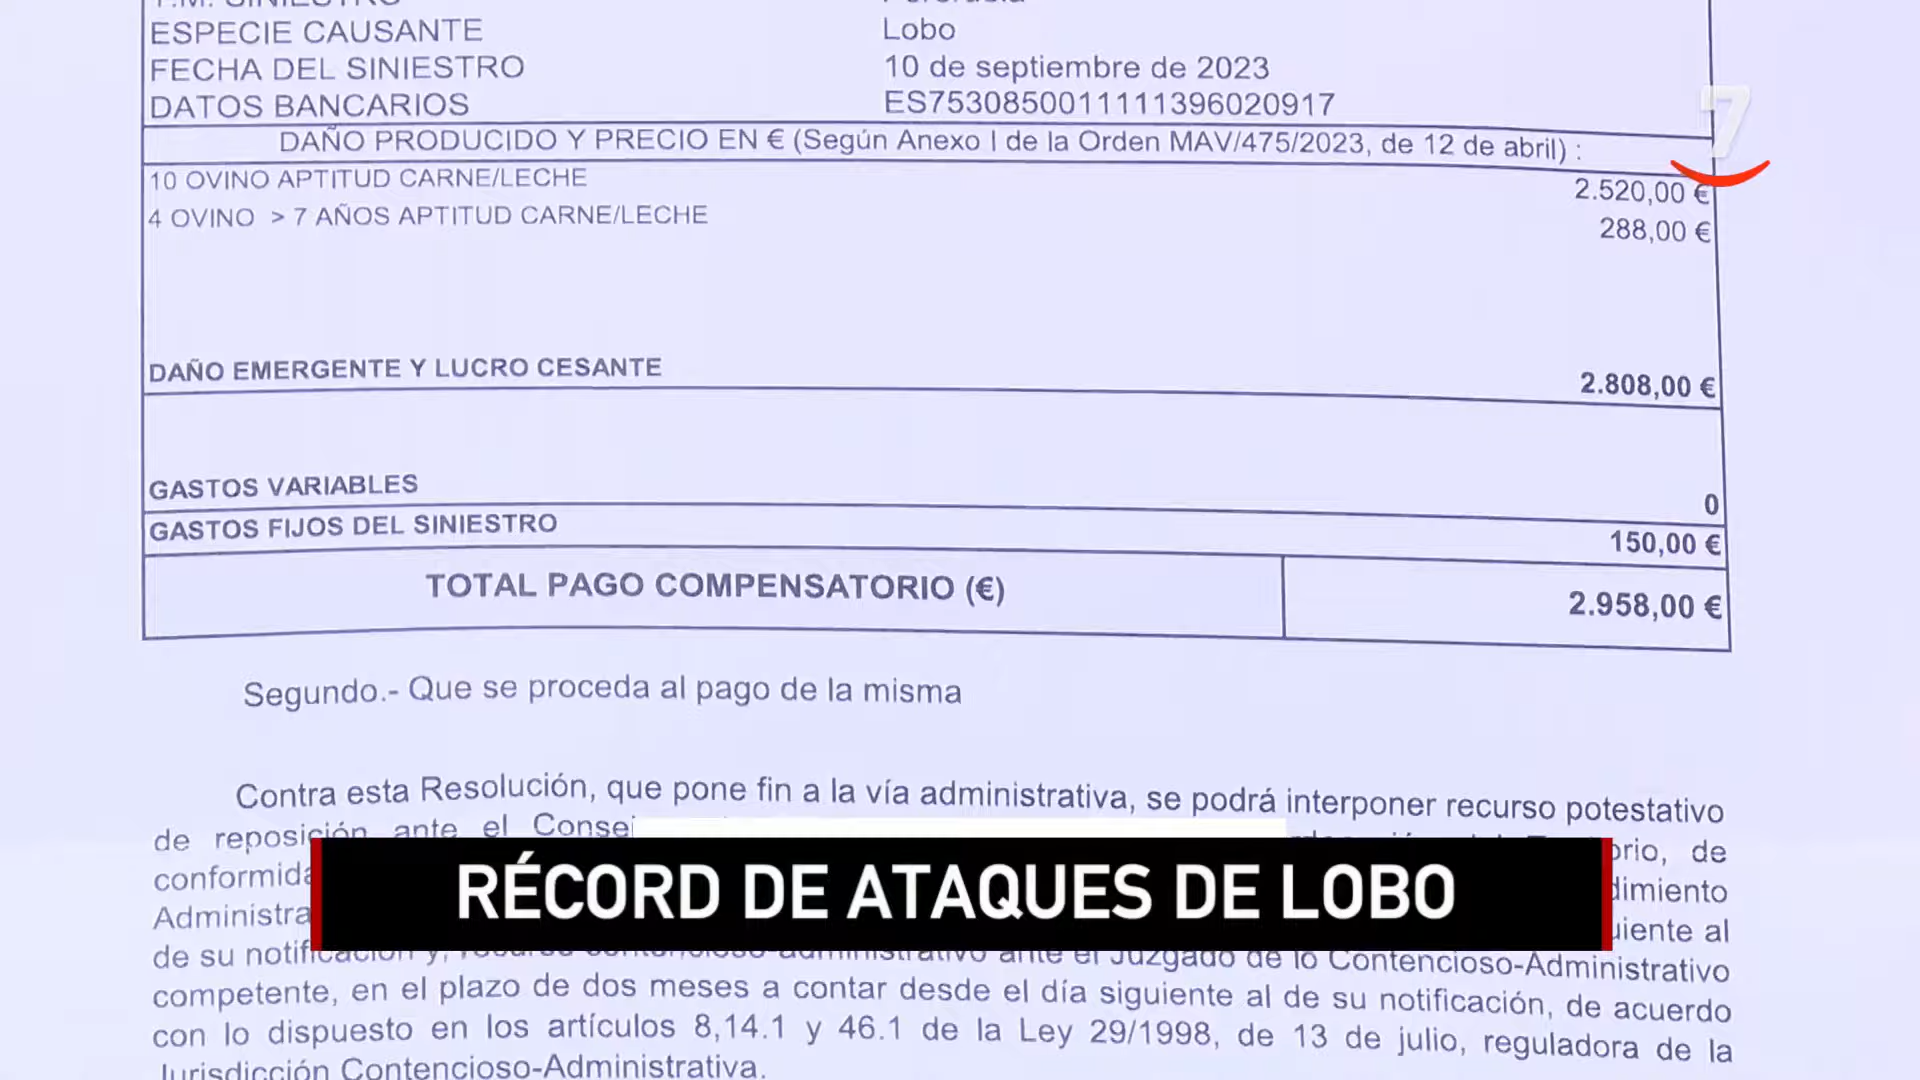 ESPECIE CAUSANTE Lobo
FECHA DEL SINIESTRO 10 de septiembre de 2023
DATOS BANCARIOS ES7530850011111396020917
DAÑO PRODUCIDO Y PRECIO EN € (Según Anexo I de la Orden MAV/475/2023, de 12 de abril) :
7
10 OVINO APTITUD CARNE/LECHE 2.520,00 €
4 OVINO > 7 AÑOS APTITUD CARNE/LECHE 288,00 €
DAÑO EMERGENTE Y LUCRO CESANTE 2.808,00 €
GASTOS VARIABLES 0
GASTOS FIJOS DEL SINIESTRO 150,00 €
TOTAL PAGO COMPENSATORIO (€) 2.958,00 €
Segundo.- Que se proceda al pago de la misma
Contra esta Resolución, que pone fin a la vía administrativa, se podrá interponer recurso potestativo
de reposición ante el de
RÉCORD DE ATAQUES DE LOBO
al
de su ante el Juzgado de lo Contencioso-Administrativo
competente, en el plazo de dos meses a contar desde el día siguiente al de su notificación, de acuerdo
con lo dispuesto en los artículos 8,14.1 y 46.1 de la Ley 29/1998, de 13 de julio, reguladora de la
Jurisdicción Contencioso-Administrativa.